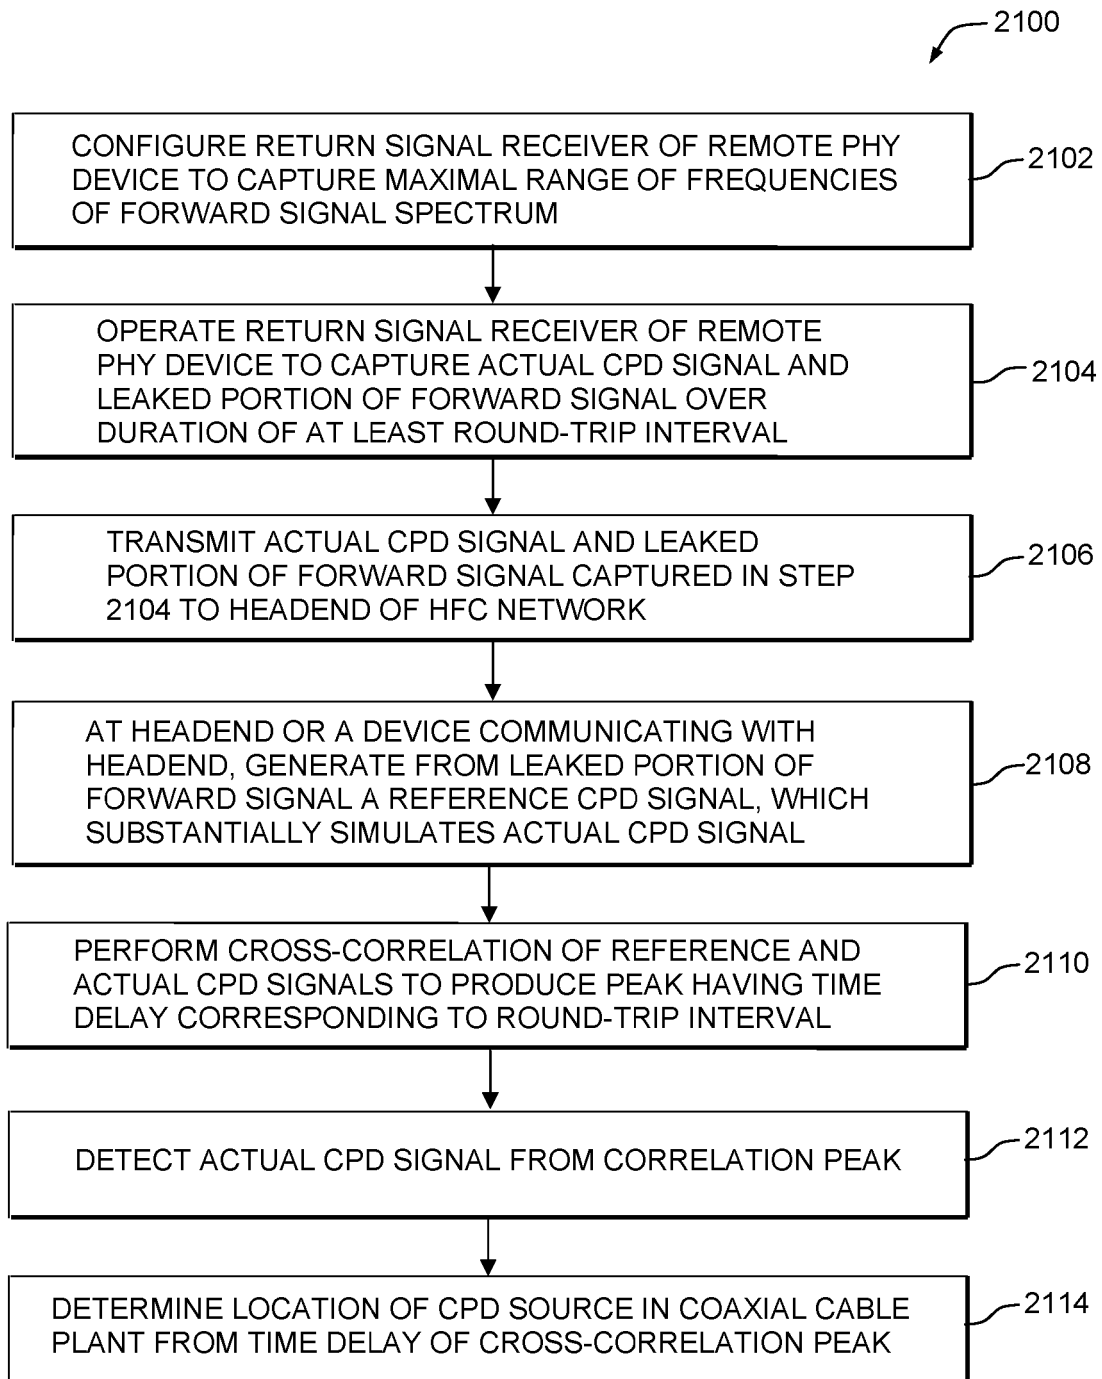 2100
CONFIGURE RETURN SIGNAL RECEIVER OF REMOTE PHY
DEVICE TO CAPTURE MAXIMAL RANGE OF FREQUENCIES
OF FORWARD SIGNAL SPECTRUM
2102
OPERATE RETURN SIGNAL RECEIVER OF REMOTE
PHY DEVICE TO CAPTURE ACTUAL CPD SIGNAL AND
LEAKED PORTION OF FORWARD SIGNAL OVER
DURATION OF AT LEAST ROUND-TRIP INTERVAL
2104
TRANSMIT ACTUAL CPD SIGNAL AND LEAKED
PORTION OF FORWARD SIGNAL CAPTURED IN STEP
2104 TO HEADEND OF HFC NETWORK
2106
AT HEADEND OR A DEVICE COMMUNICATING WITH
HEADEND, GENERATE FROM LEAKED PORTION OF
FORWARD SIGNAL A REFERENCE CPD SIGNAL, WHICH
SUBSTANTIALLY SIMULATES ACTUAL CPD SIGNAL
2108
PERFORM CROSS-CORRELATION OF REFERENCE AND
ACTUAL CPD SIGNALS TO PRODUCE PEAK HAVING TIME
DELAY CORRESPONDING TO ROUND-TRIP INTERVAL
2110
DETECT ACTUAL CPD SIGNAL FROM CORRELATION PEAK
2112
DETERMINE LOCATION OF CPD SOURCE IN COAXIAL CABLE
PLANT FROM TIME DELAY OF CROSS-CORRELATION PEAK
2114